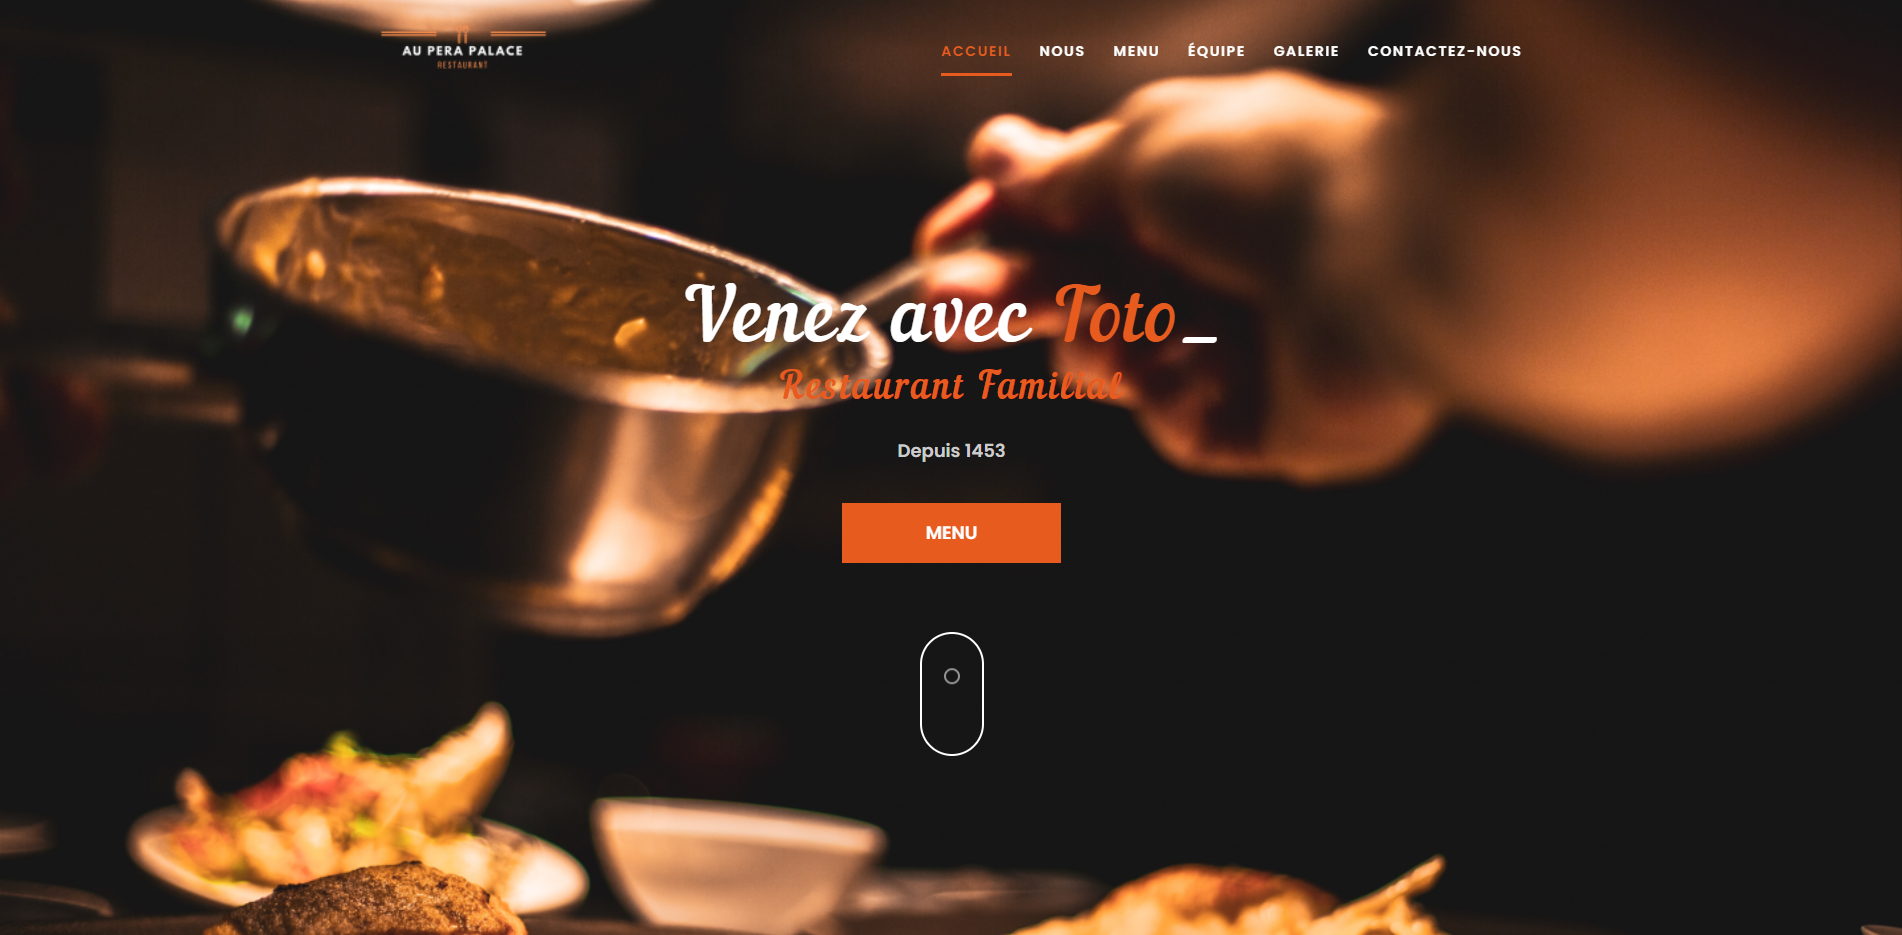 AU PERA PALACE
RESTAURANT
ACCUEIL NOUS MENU ÉQUIPE GALERIE CONTACTEZ-NOUS
Venez avec Toto_
Restaurant Familial
Depuis 1453
MENU